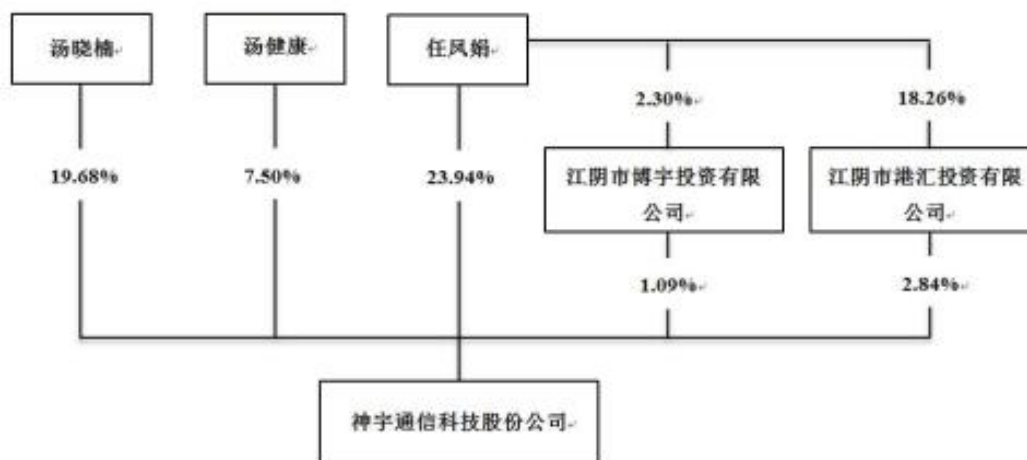 汤晓楠
汤健康
任凤娟
2.30%
18.26%
19.68%
7.50%
23.94%
江阴市博宇投资有限
公司
江阴市港汇投资有限
公司
1.09%
2.84%
神宇通信科技股份公司